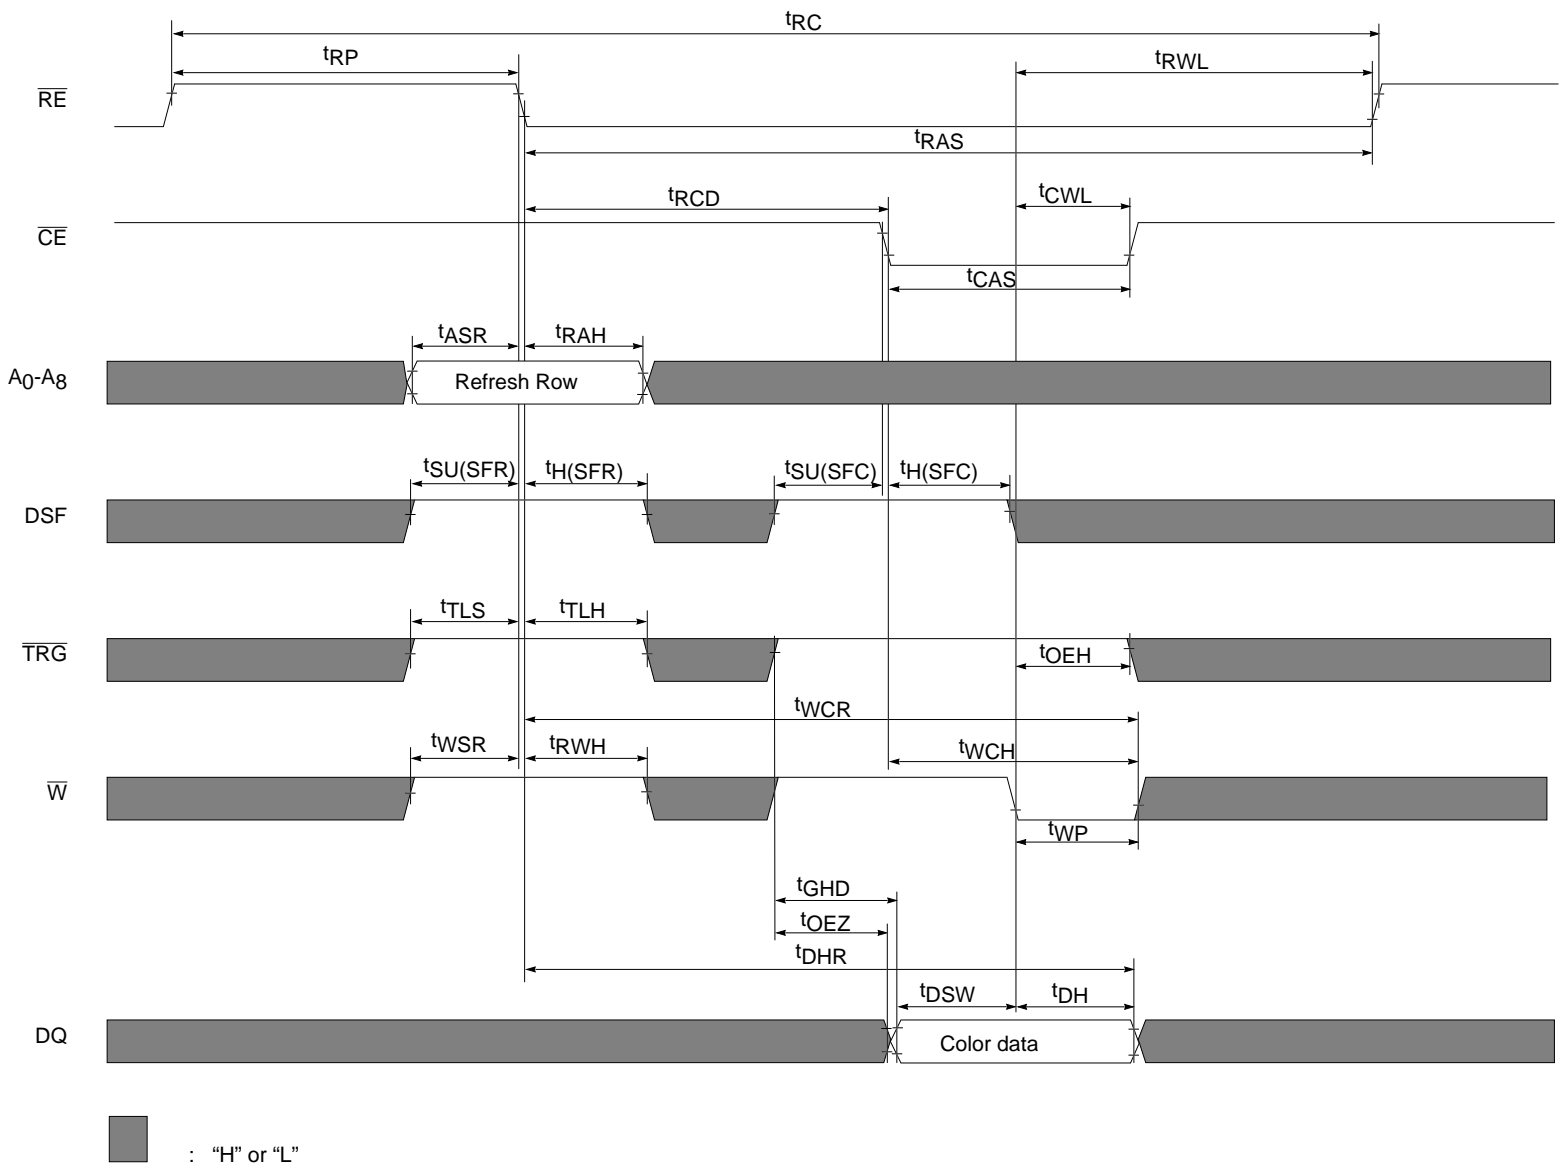 tRC
tRP
tRWL
RE
tRAS
tRCD
tCWL
CE
tCAS
tASR
tRAH
A0-A8
Refresh Row
tSU(SFR)
tH(SFR)
tSU(SFC)
tH(SFC)
DSF
tTLS
tTLH
TRG
tOEH
tWCR
tWSR
tRWH
tWCH
W
tWP
tGHD
tOEZ
tDHR
tDSW
tDH
DQ
Color data
: “H” or “L”